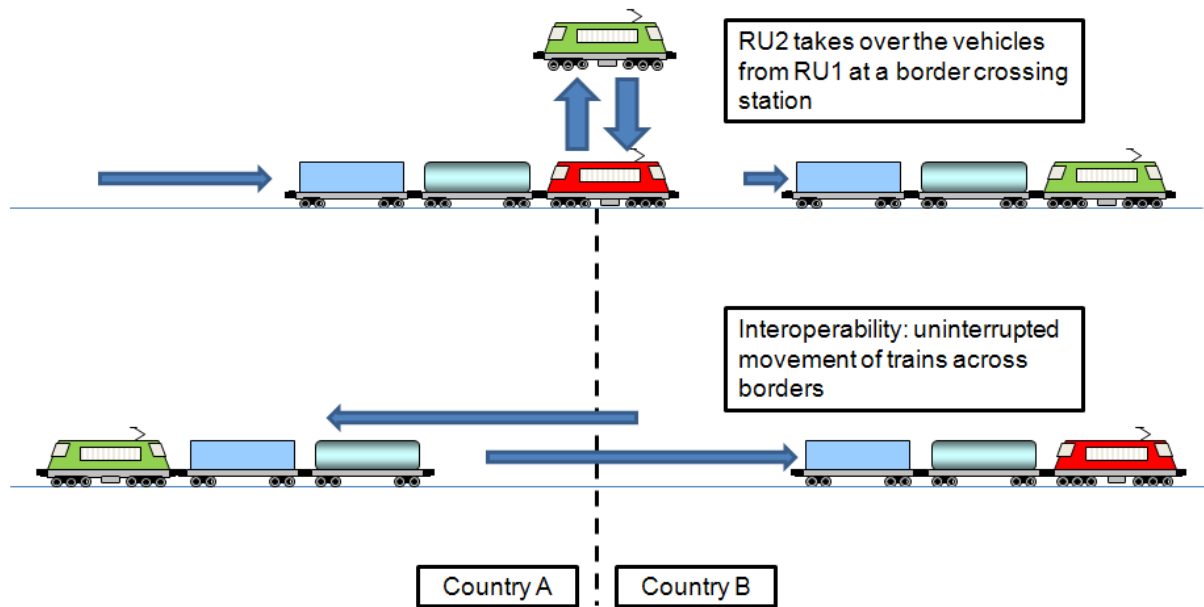 RU2 takes over the vehicles
from RU1 at a border crossing
station
Interoperability: uninterrupted
movement of trains across
borders
Country A
Country B